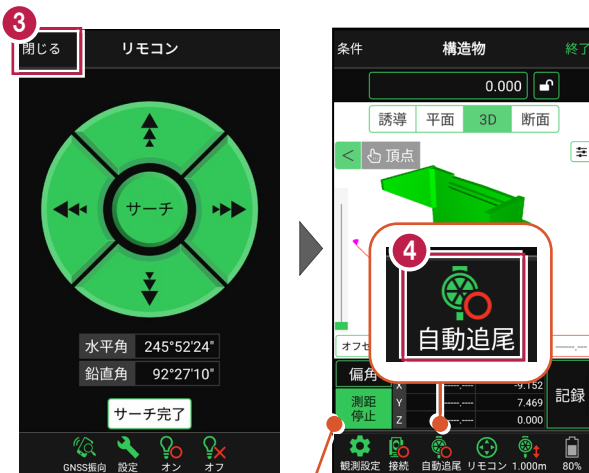 3
閉じる
リモコン
サーチ
水平角 245°52'24"
鉛直角 92°27'10"
サーチ完了
GNSS振向 設定 オン オフ
条件 構造物 終了
0.000
誘導 平面 3D 断面
< 頂点
4
自動追尾
オフセ
-----.---
偏角
測距
停止
X -----.--- -9.152
Y -----.--- 7.469
Z -----.--- 0.000
記録
観測設定 接続 自動追尾 リモコン 1.000m 80%